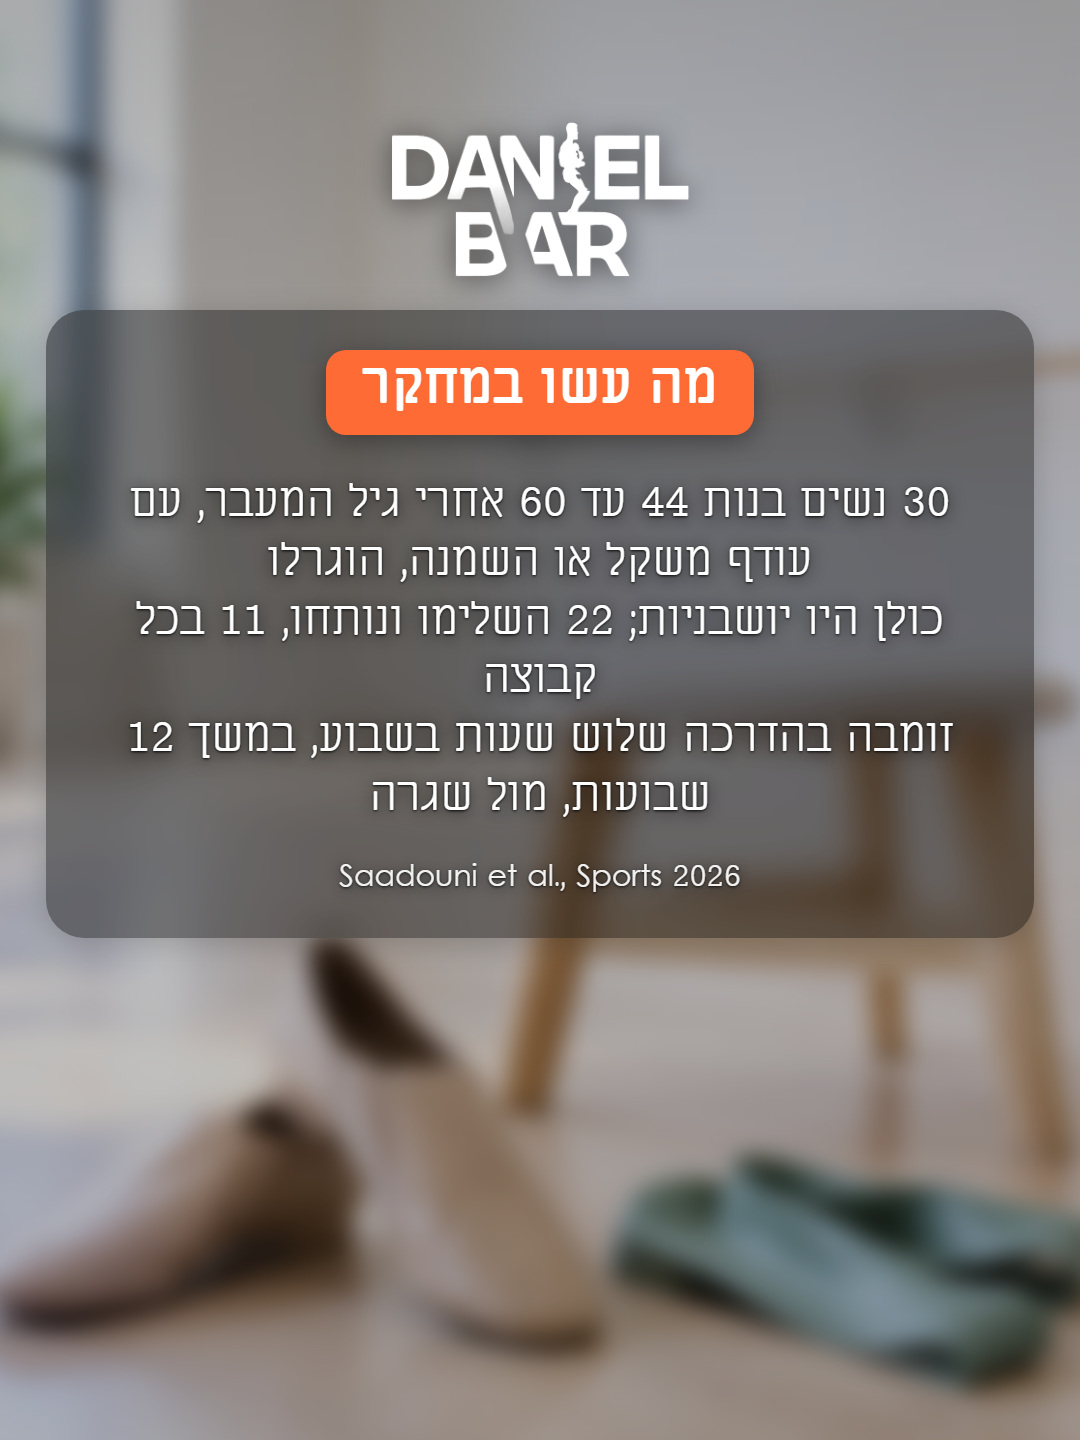 DANIEL
BAR
מה עשו במחקר
30 נשים בנות 44 עד 60 אחרי גיל המעבר, עם
עודף משקל או השמנה, הוגרלו
כולן היו יושבניות; 22 השלימו ונותחו, 11 בכל
קבוצה
זומבה בהדרכה שלוש שעות בשבוע, במשך 12
שבועות, מול שגרה
Saadouni et al., Sports 2026